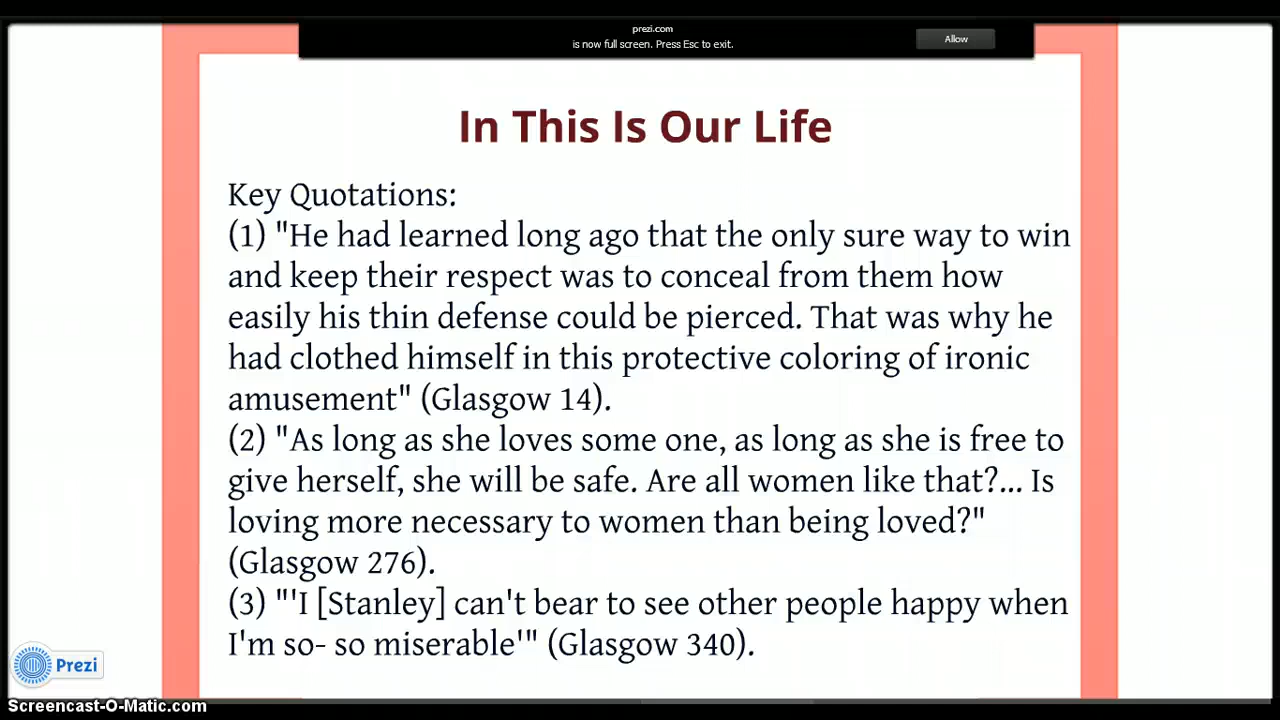 prezi.com
is now full screen. Press Esc to exit.
Allow
In This Is Our Life
Key Quotations:
(1) "He had learned long ago that the only sure way to win
and keep their respect was to conceal from them how
easily his thin defense could be pierced. That was why he
had clothed himself in this protective coloring of ironic
amusement" (Glasgow 14).
(2) "As long as she loves some one, as long as she is free to
give herself, she will be safe. Are all women like that?... Is
loving more necessary to women than being loved?"
(Glasgow 276).
(3) "'I [Stanley] can't bear to see other people happy when
I'm so- so miserable'" (Glasgow 340).
Prezi
Screencast-O-Matic.com